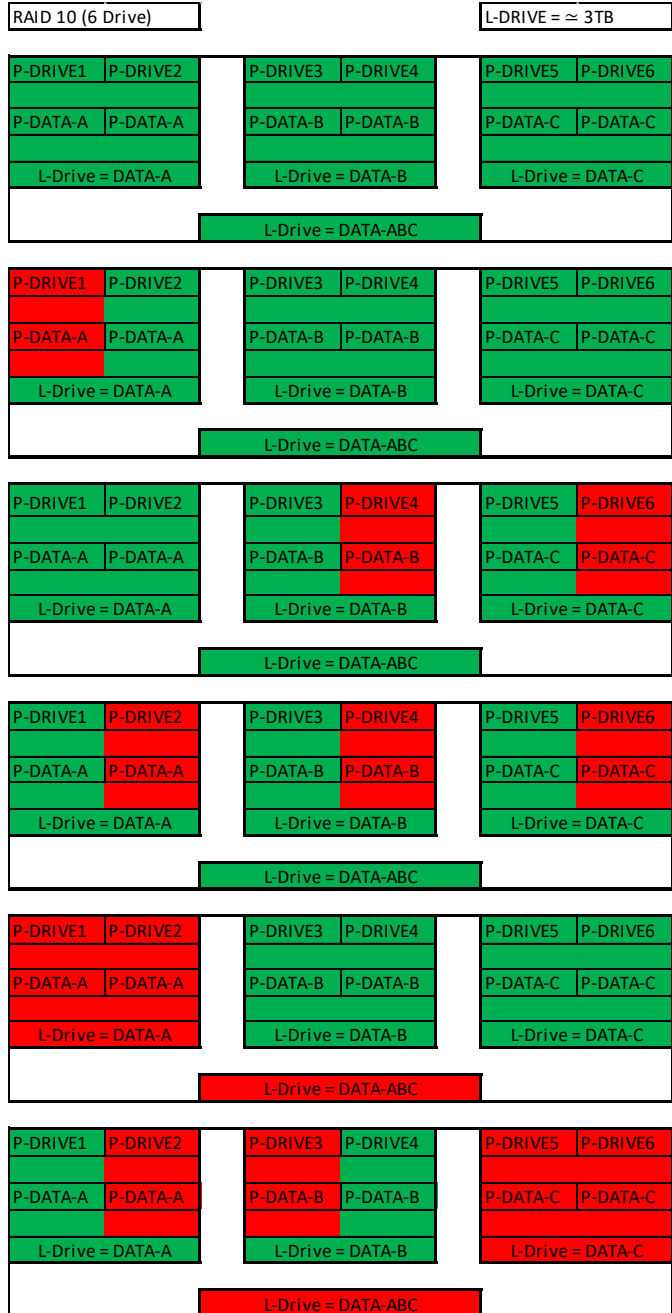 RAID 10 (6 Drive) L-DRIVE = ≃ 3TB
P-DRIVE1 P-DRIVE2 P-DRIVE3 P-DRIVE4 P-DRIVE5 P-DRIVE6
P-DATA-A P-DATA-A P-DATA-B P-DATA-B P-DATA-C P-DATA-C
L-Drive = DATA-A L-Drive = DATA-B L-Drive = DATA-C
L-Drive = DATA-ABC
P-DRIVE1 P-DRIVE2 P-DRIVE3 P-DRIVE4 P-DRIVE5 P-DRIVE6
P-DATA-A P-DATA-A P-DATA-B P-DATA-B P-DATA-C P-DATA-C
L-Drive = DATA-A L-Drive = DATA-B L-Drive = DATA-C
L-Drive = DATA-ABC
P-DRIVE1 P-DRIVE2 P-DRIVE3 P-DRIVE4 P-DRIVE5 P-DRIVE6
P-DATA-A P-DATA-A P-DATA-B P-DATA-B P-DATA-C P-DATA-C
L-Drive = DATA-A L-Drive = DATA-B L-Drive = DATA-C
L-Drive = DATA-ABC
P-DRIVE1 P-DRIVE2 P-DRIVE3 P-DRIVE4 P-DRIVE5 P-DRIVE6
P-DATA-A P-DATA-A P-DATA-B P-DATA-B P-DATA-C P-DATA-C
L-Drive = DATA-A L-Drive = DATA-B L-Drive = DATA-C
L-Drive = DATA-ABC
P-DRIVE1 P-DRIVE2 P-DRIVE3 P-DRIVE4 P-DRIVE5 P-DRIVE6
P-DATA-A P-DATA-A P-DATA-B P-DATA-B P-DATA-C P-DATA-C
L-Drive = DATA-A L-Drive = DATA-B L-Drive = DATA-C
L-Drive = DATA-ABC
P-DRIVE1 P-DRIVE2 P-DRIVE3 P-DRIVE4 P-DRIVE5 P-DRIVE6
P-DATA-A P-DATA-A P-DATA-B P-DATA-B P-DATA-C P-DATA-C
L-Drive = DATA-A L-Drive = DATA-B L-Drive = DATA-C
L-Drive = DATA-ABC